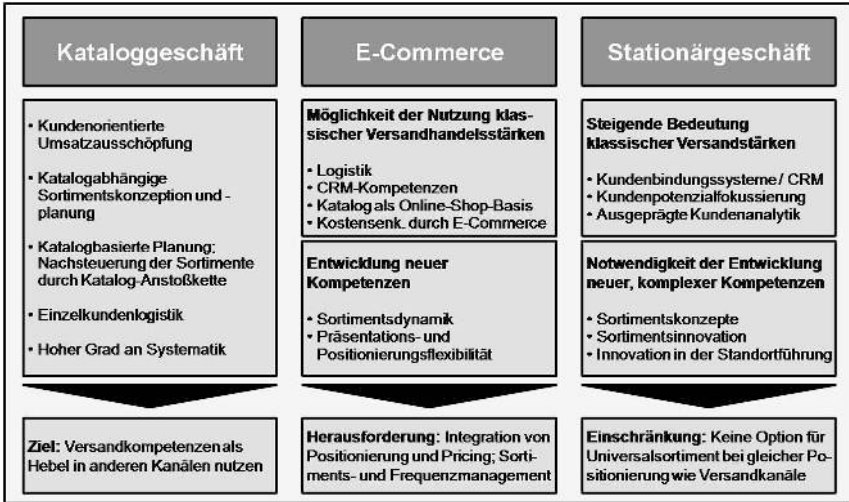 Kataloggeschäft
• Kundenorientierte
Umsatzausschöpfung
• Katalogabhängige
Sortimentskonzeption und -
planung
• Katalogbasierte Planung;
Nachsteuerung der Sortimente
durch Katalog-Anstoßkette
• Einzelkundenlogistik
• Hoher Grad an Systematik
Ziel: Versandkompetenzen als
Hebel in anderen Kanälen nutzen
E-Commerce
Möglichkeit der Nutzung klas-
sischer Versandhandelsstärken
• Logistik
• CRM-Kompetenzen
• Katalog als Online-Shop-Basis
• Kostensenk. durch E-Commerce
Entwicklung neuer
Kompetenzen
• Sortimentsdynamik
• Präsentations- und
Positionierungsflexibilität
Herausforderung: Integration von
Positionierung und Pricing; Sorti-
ments- und Frequenzmanagement
Stationärgeschäft
Steigende Bedeutung
klassischer Versandstärken
• Kundenbindungssysteme / CRM
• Kundenpotenzialfokussierung
• Ausgeprägte Kundenanalytik
Notwendigkeit der Entwicklung
neuer, komplexer Kompetenzen
• Sortimentskonzepte
• Sortimentsinnovation
• Innovation in der Standortführung
Einschränkung: Keine Option für
Universalsortiment bei gleicher Po-
sitionierung wie Versandkanäle